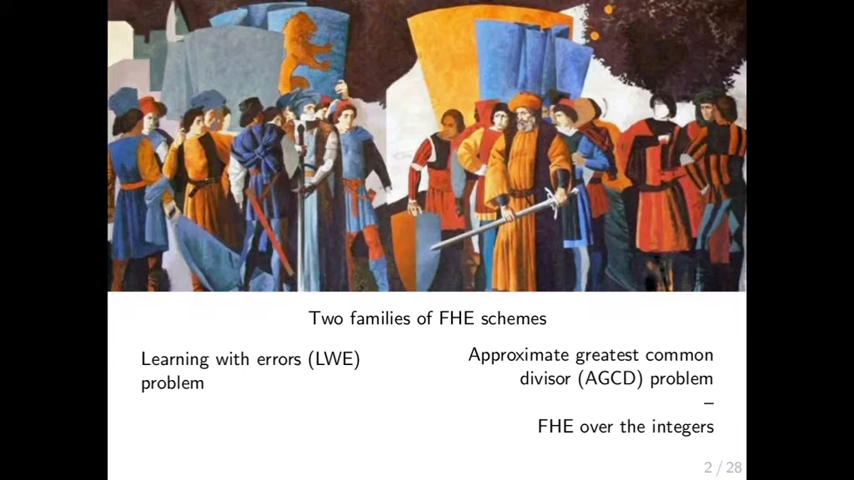 Two families of FHE schemes
Learning with errors (LWE)
problem
Approximate greatest common
divisor (AGCD) problem
–
FHE over the integers
2 / 28